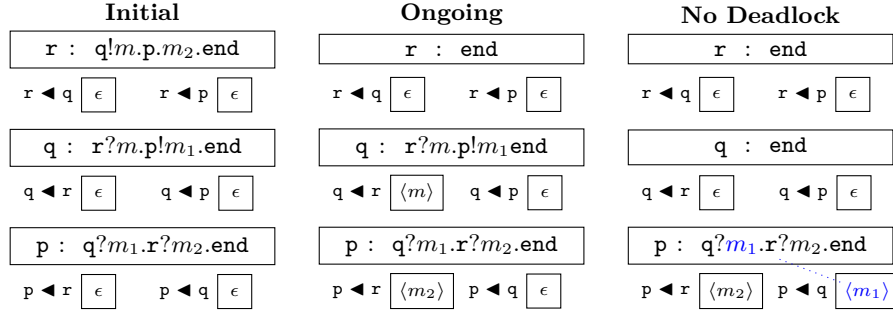 Initial Ongoing No Deadlock
r : q!m.p.m₂.end r : end r : end
r ◀ q ϵ r ◀ p ϵ r ◀ q ϵ r ◀ p ϵ r ◀ q ϵ r ◀ p ϵ
q : r?m.p!m₁.end q : r?m.p!m₁end q : end
q ◀ r ϵ q ◀ p ϵ q ◀ r ⟨m⟩ q ◀ p ϵ q ◀ r ϵ q ◀ p ϵ
p : q?m₁.r?m₂.end p : q?m₁.r?m₂.end p : q?m₁.r?m₂.end
p ◀ r ϵ p ◀ q ϵ p ◀ r ⟨m₂⟩ p ◀ q ϵ p ◀ r ⟨m₂⟩ p ◀ q ⟨m₁⟩